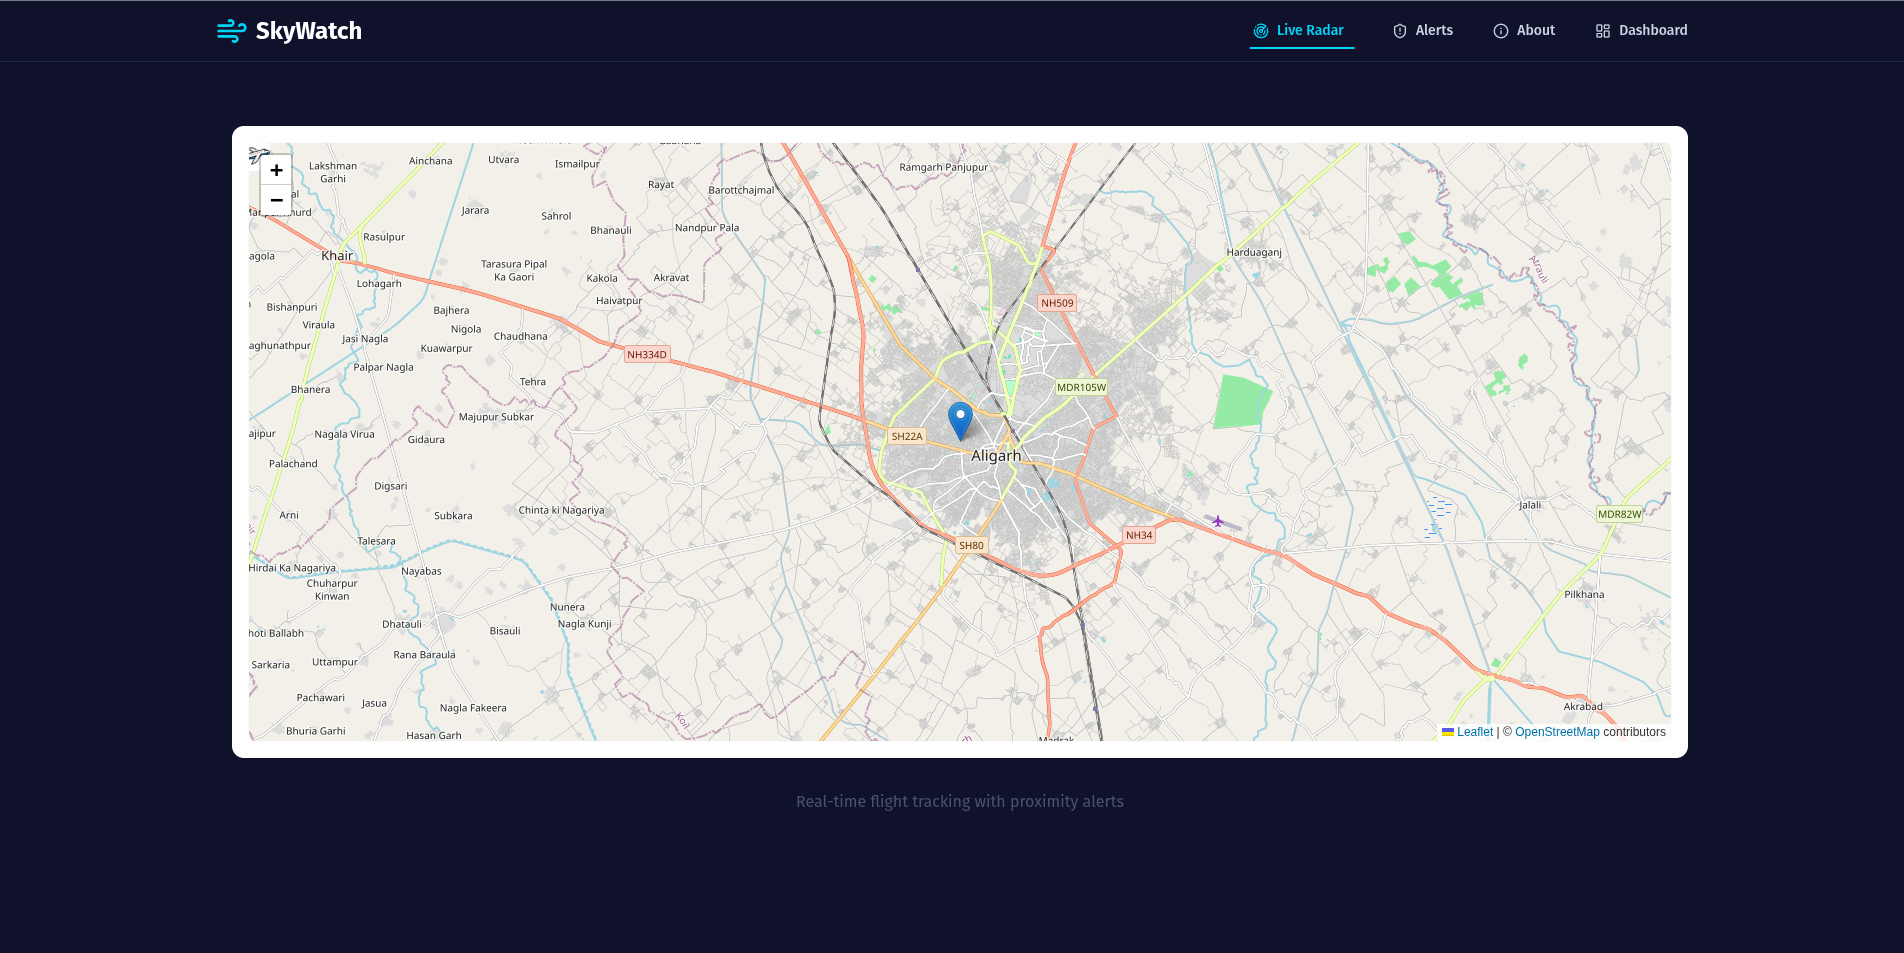 SkyWatch
Live Radar
Alerts
About
Dashboard
+
−
Lakshman
Garhi
Ainchana
Utvara
Ismailpur
Ramgarh Panjupur
Rayat
Barottchajmal
Jarara
Sahrol
Bhanauli
Nandpur Pala
Rasulpur
Khair
Tarasura Pipal
Ka Gaori
Kakola
Akravat
Harduaganj
Atrauli
Lohagarh
Haivatpur
NH509
Bishanpuri
Bajhera
Viraula
Nigola
Chaudhana
Jasi Nagla
Kuawarpur
NH334D
Palpar Nagla
Tehra
Bhanera
MDR105W
Majupur Subkar
Nagala Virua
Gidaura
SH22A
Aligarh
Palachand
Digsari
Arni
Subkara
Chinta ki Nagariya
Jalali
MDR82W
Talesara
NH34
SH80
Hirdai Ka Nagariya
Nayabas
Chuharpur
Kinwan
Pilkhana
Nunera
Nagla Kunji
Dhatauli
Bisauli
Rana Baraula
Sarkaria
Uttampur
Pachawari
Jasua
Nagla Fakeera
Koil
Akrabad
Bhuria Garhi
Hasan Garh
Madrak
Leaflet | © OpenStreetMap contributors
Real-time flight tracking with proximity alerts